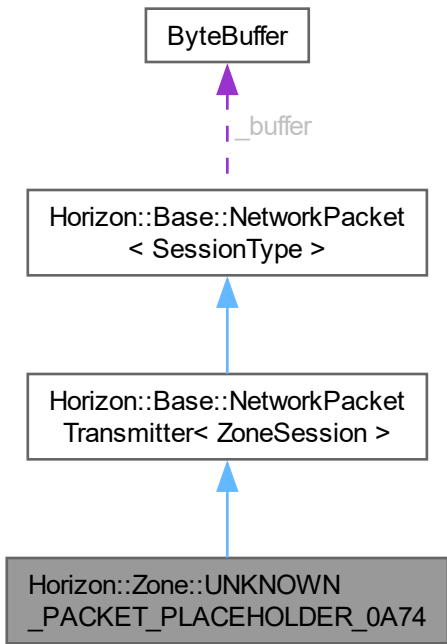 ByteBuffer
_buffer
Horizon::Base::NetworkPacket
< SessionType >
Horizon::Base::NetworkPacket
Transmitter< ZoneSession >
Horizon::Zone::UNKNOWN
_PACKET_PLACEHOLDER_0A74